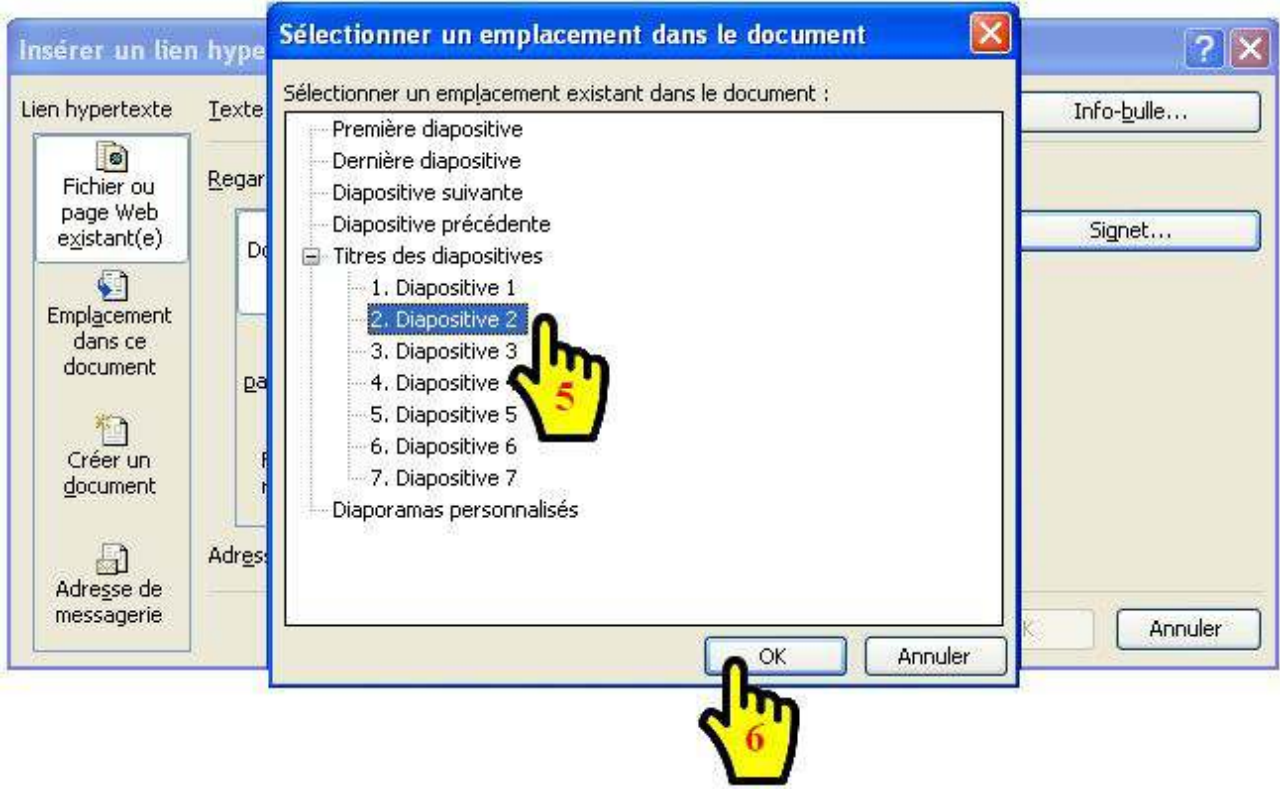 Insérer un lien hype
Sélectionner un emplacement dans le document
Lien hypertexte
Texte
Sélectionner un emplacement existant dans le document :
Info-bulle...
Fichier ou
page Web
existant(e)
Regar
Signet...
Emplacement
dans ce
document
Créer un
document
Adresse de
messagerie
Adress
Première diapositive
Dernière diapositive
Diapositive suivante
Diapositive précédente
Titres des diapositives
1. Diapositive 1
2. Diapositive 2
3. Diapositive 3
4. Diapositive
5. Diapositive 5
6. Diapositive 6
7. Diapositive 7
Diaporamas personnalisés
5
OK
Annuler
6
Annuler